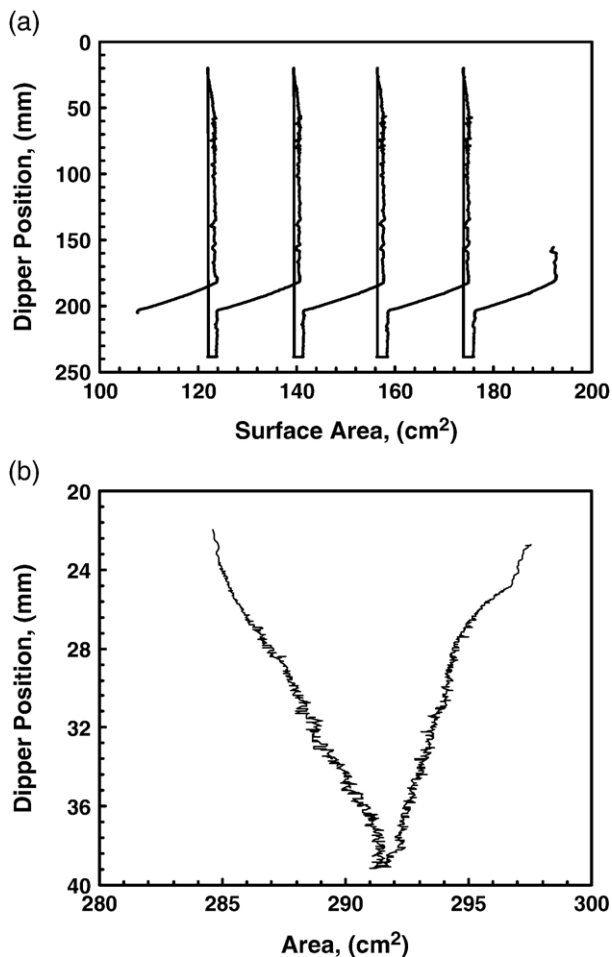 (a)
0
50
100
150
200
250
Dipper Position, (mm)
100 120 140 160 180 200
Surface Area, (cm²)
(b)
20
24
28
32
36
40
Dipper Position, (mm)
280 285 290 295 300
Area, (cm²)